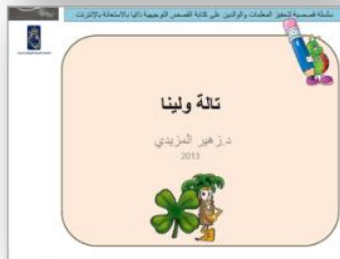 سلسلة قصصية لتحفيز المعلمات والوالدين على كتابة القصص التوجيهية ذاتيا بالاستعانة بالإنترنت
تالة ولينا
د.زهير المزيدي
2013